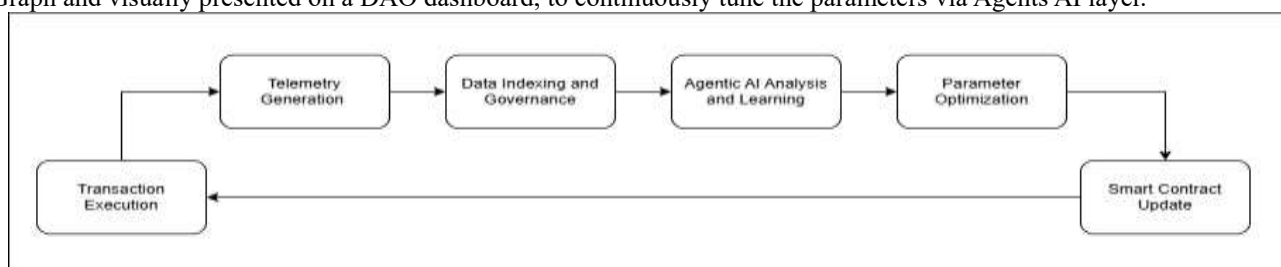 Graph and visually presented on a DAO dashboard, to continuously tune the parameters via Agents AI layer.
Telemetry
Generation
Data Indexing and
Governance
Agentic AI Analysis
and Learning
Parameter
Optimization
Transaction
Execution
Smart Contract
Update